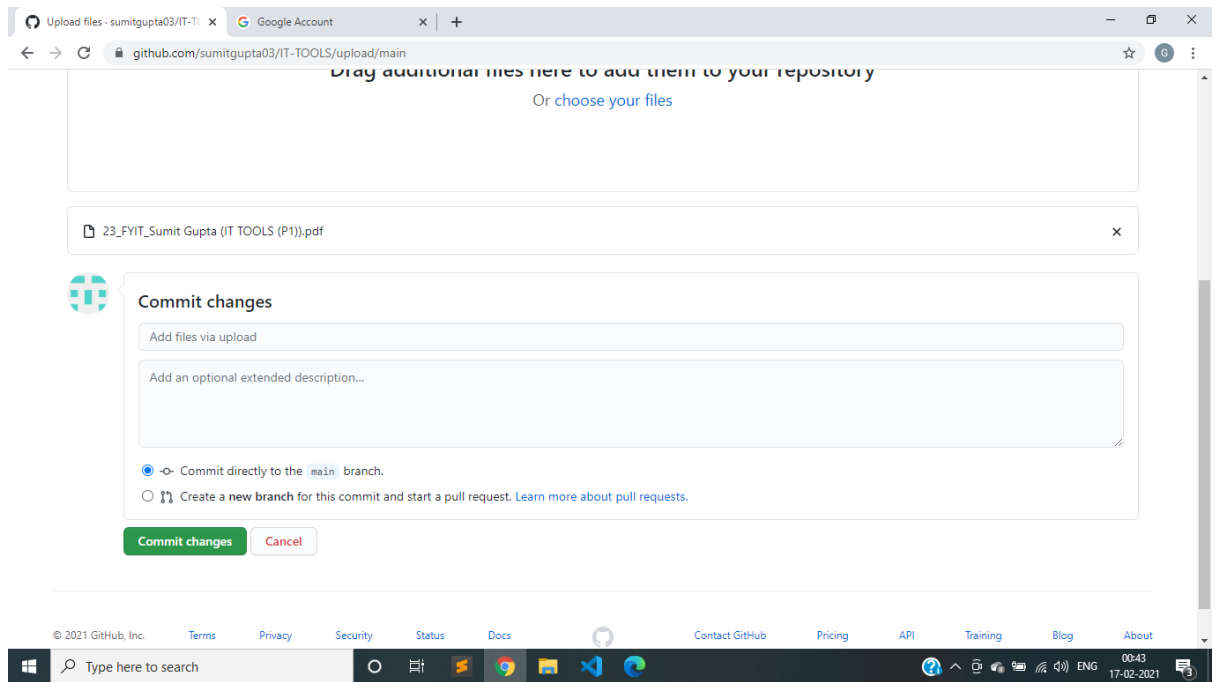 Upload files · sumitgupta03/IT-T
Google Account
github.com/sumitgupta03/IT-TOOLS/upload/main
G
Drag additional files here to add them to your repository
Or choose your files
23_FYIT_Sumit Gupta (IT TOOLS (P1)).pdf
Commit changes
Add files via upload
Add an optional extended description...
Commit directly to the main branch.
Create a new branch for this commit and start a pull request. Learn more about pull requests.
Commit changes Cancel
© 2021 GitHub, Inc. Terms Privacy Security Status Docs Contact GitHub Pricing API Training Blog About
Type here to search
ENG
00:43
17-02-2021
3